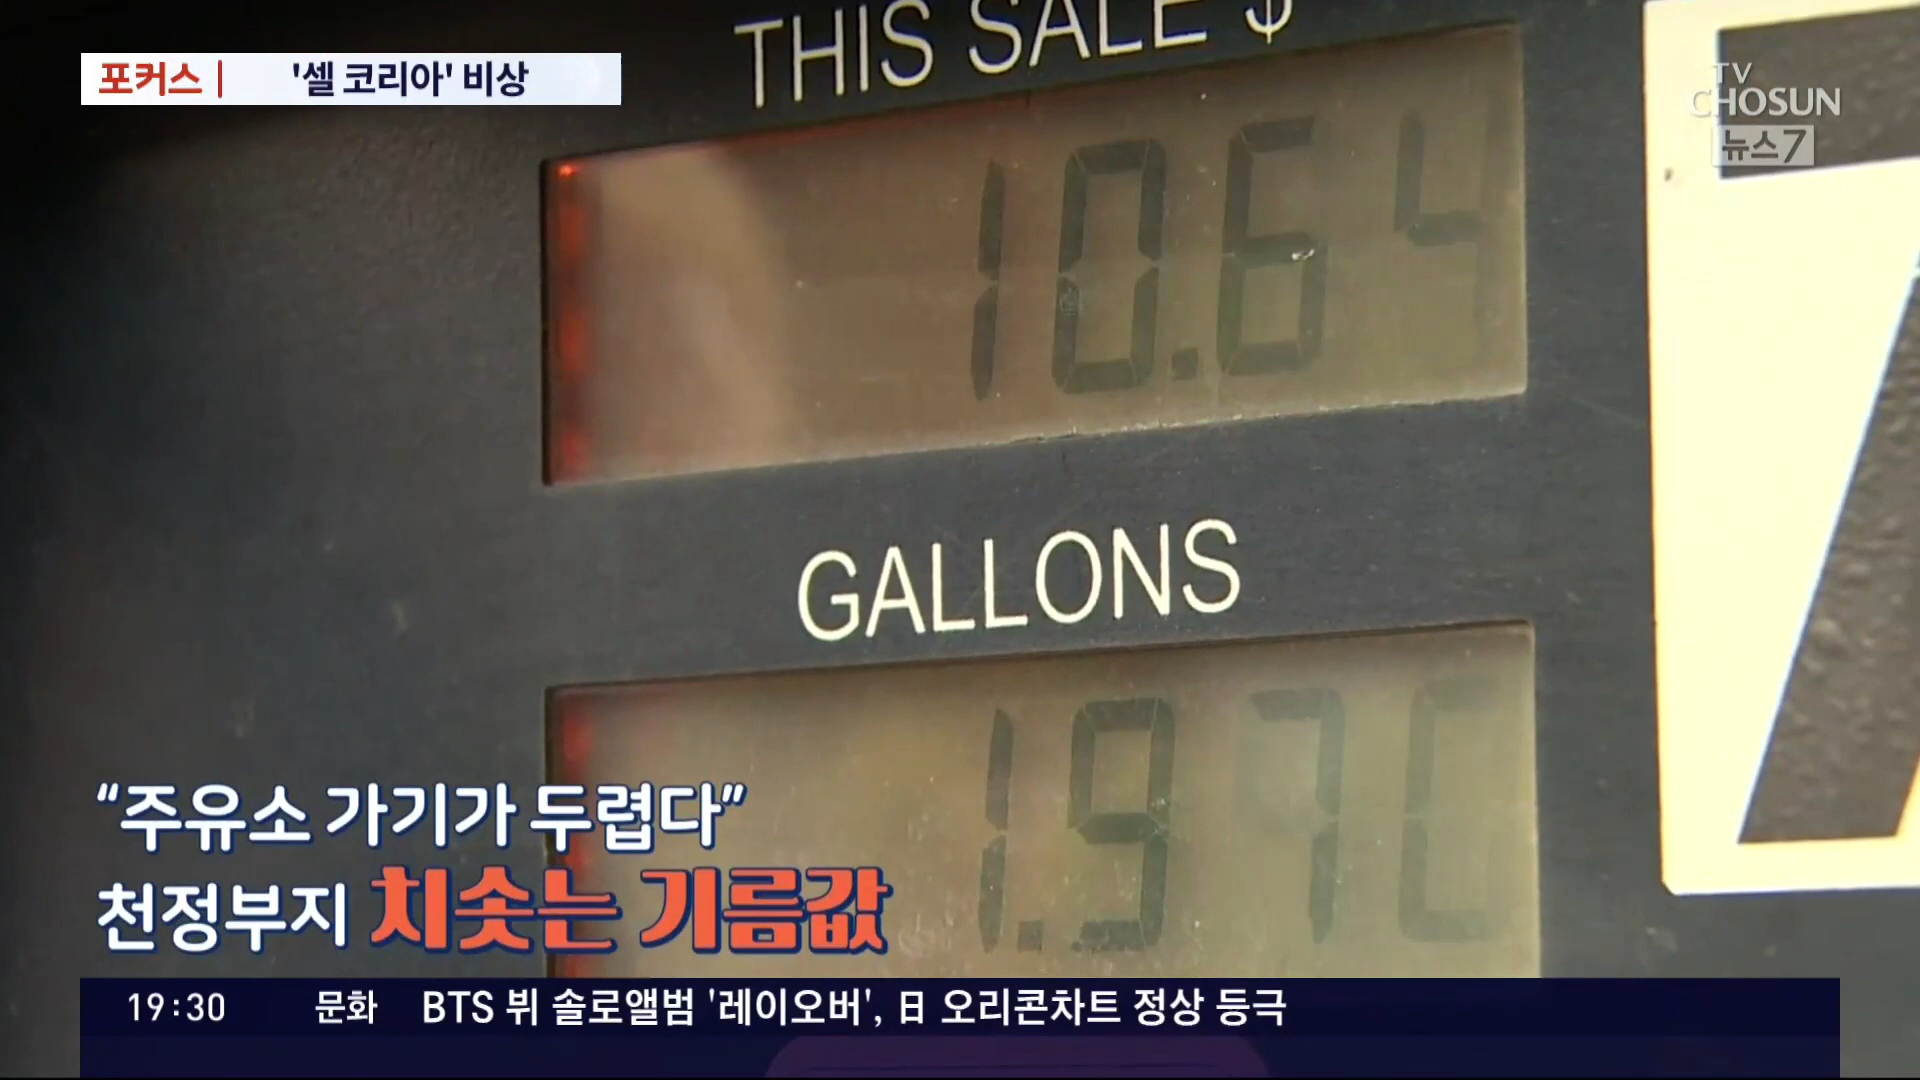 THIS SALE $
포커스 | '셀 코리아' 비상
TV
CHOSUN
뉴스7
10.64
GALLONS
1.970
“주유소 가기가 두렵다”
천정부지 치솟는 기름값
19:30 문화 BTS 뷔 솔로앨범 '레이오버', 日 오리콘차트 정상 등극